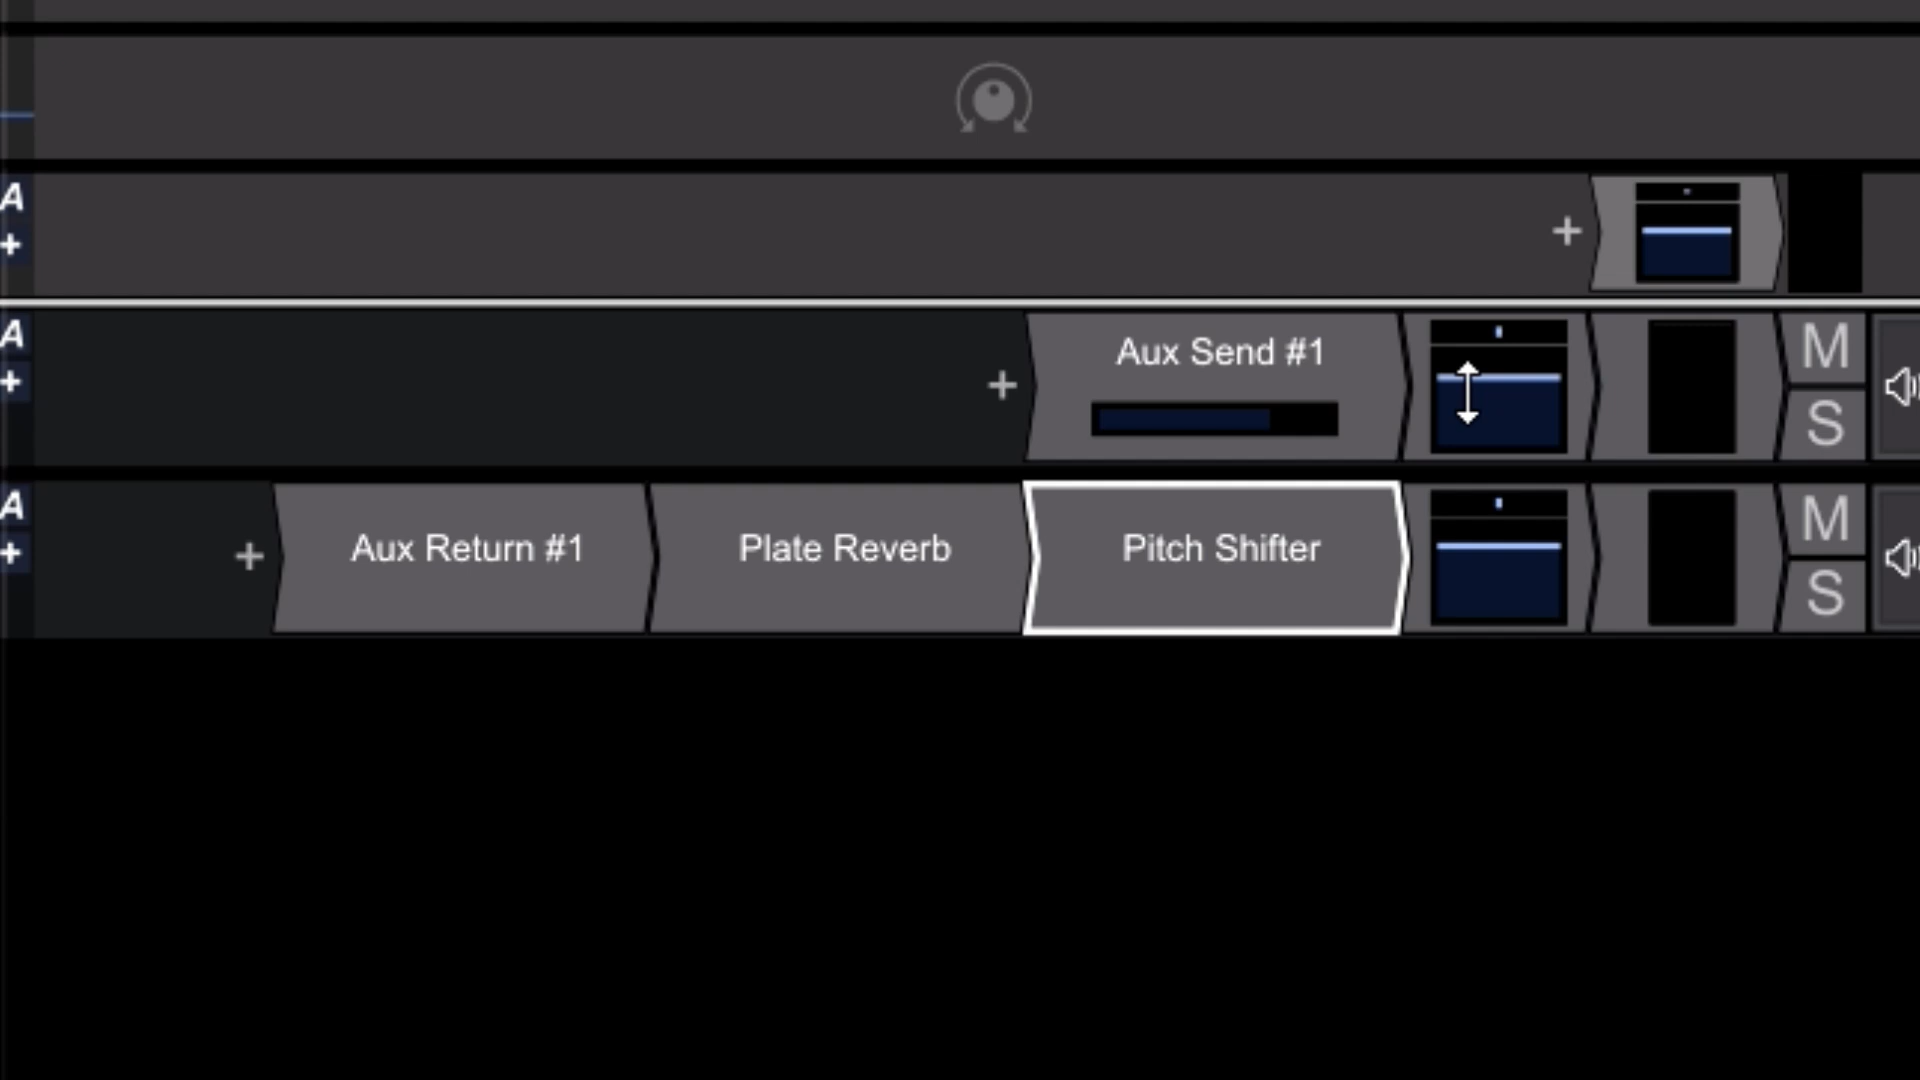 A
+
+
A
+
+
Aux Send #1
M
S
A
+
+
Aux Return #1
Plate Reverb
Pitch Shifter
M
S